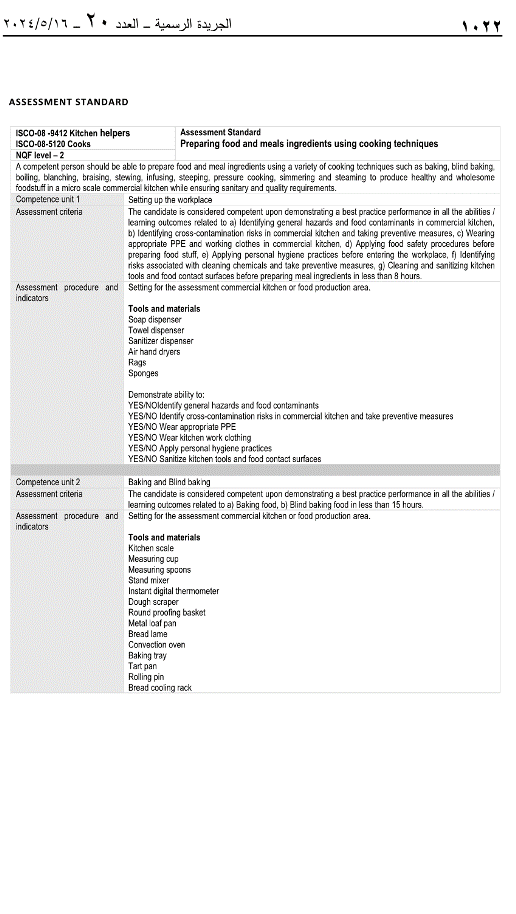 ١٠٢٢ الجريدة الرسمية – العدد ٢٠ – ٢٠٢٤/٥/١٦
ASSESSMENT STANDARD
ISCO-08 -9412 Kitchen helpers
ISCO-08-5120 Cooks
NQF level – 2
Assessment Standard
Preparing food and meals ingredients using cooking techniques
A competent person should be able to prepare food and meal ingredients using a variety of cooking techniques such as baking, blind baking,
boiling, blanching, braising, stewing, infusing, steeping, pressure cooking, simmering and steaming to produce healthy and wholesome
foodstuff in a micro scale commercial kitchen while ensuring sanitary and quality requirements.
Competence unit 1
Setting up the workplace
Assessment criteria
The candidate is considered competent upon demonstrating a best practice performance in all the abilities /
learning outcomes related to a) Identifying general hazards and food contaminants in commercial kitchen,
b) Identifying cross-contamination risks in commercial kitchen and taking preventive measures, c) Wearing
appropriate PPE and working clothes in commercial kitchen, d) Applying food safety procedures before
preparing food stuff, e) Applying personal hygiene practices before entering the workplace, f) Identifying
risks associated with cleaning chemicals and take preventive measures, g) Cleaning and sanitizing kitchen
tools and food contact surfaces before preparing meal ingredients in less than 8 hours.
Assessment procedure and
indicators
Setting for the assessment commercial kitchen or food production area.
Tools and materials
Soap dispenser
Towel dispenser
Sanitizer dispenser
Air hand dryers
Rags
Sponges
Demonstrate ability to:
YES/NOIdentify general hazards and food contaminants
YES/NO Identify cross-contamination risks in commercial kitchen and take preventive measures
YES/NO Wear appropriate PPE
YES/NO Wear kitchen work clothing
YES/NO Apply personal hygiene practices
YES/NO Sanitize kitchen tools and food contact surfaces
Competence unit 2
Baking and Blind baking
Assessment criteria
The candidate is considered competent upon demonstrating a best practice performance in all the abilities /
learning outcomes related to a) Baking food, b) Blind baking food in less than 15 hours.
Assessment procedure and
indicators
Setting for the assessment commercial kitchen or food production area.
Tools and materials
Kitchen scale
Measuring cup
Measuring spoons
Stand mixer
Instant digital thermometer
Dough scraper
Round proofing basket
Metal loaf pan
Bread lame
Convection oven
Baking tray
Tart pan
Rolling pin
Bread cooling rack